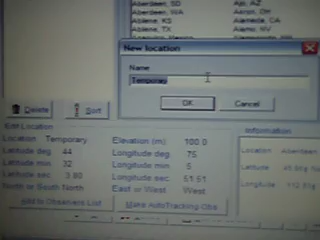 Aberdeen, SD Ajo, AZ
Aberdeen, WA Akron, OH
Abilene, KS Alameda, CA
Abilene, TX Alamo, NV
New location
Name
Temporary
OK Cancel
Delete Sort
Edit Location
Location Temporary Elevation (m) 100.0
Latitude deg 44 Longitude deg 75
Latitude min 32 Longitude min 5
Latitude sec 3.80 Longitude sec 51.51
North or South North East or West West
Add to Observers List Make AutoTracking Obs
Information
Location Aberdeen
Latitude
Longitude